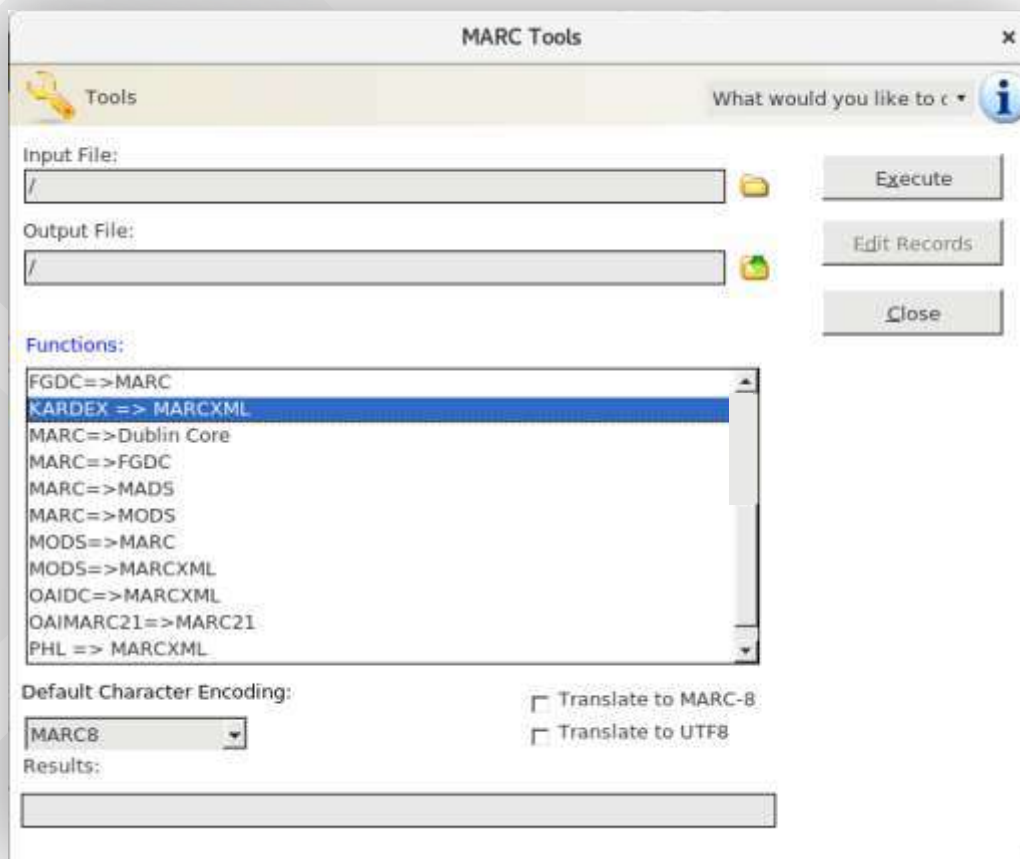 MARC Tools
Tools
What would you like to c
Input File:
/
Execute
Output File:
Edit Records
/
Close
Functions:
FGDC=>MARC
KARDEX => MARCXML
MARC=>Dublin Core
MARC=>FGDC
MARC=>MADS
MARC=>MODS
MODS=>MARC
MODS=>MARCXML
OAIDC=>MARCXML
OAIMARC21=>MARC21
PHL => MARCXML
Default Character Encoding:
Translate to MARC-8
MARC8
Translate to UTF8
Results: